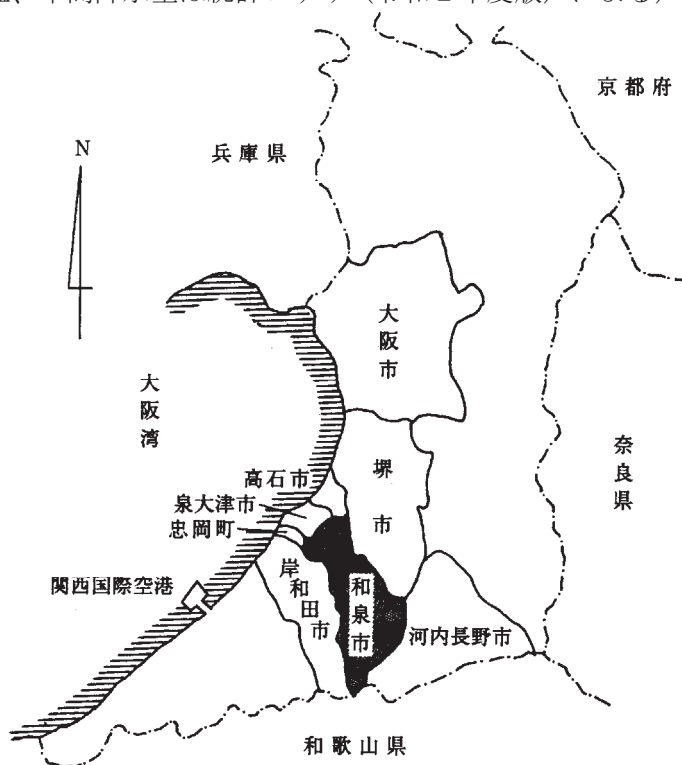 京都府
兵庫県
N
大阪市
大阪湾
奈良県
堺市
高石市
泉大津市
忠岡町
岸和田市
和泉市
関西国際空港
河内長野市
和歌山県